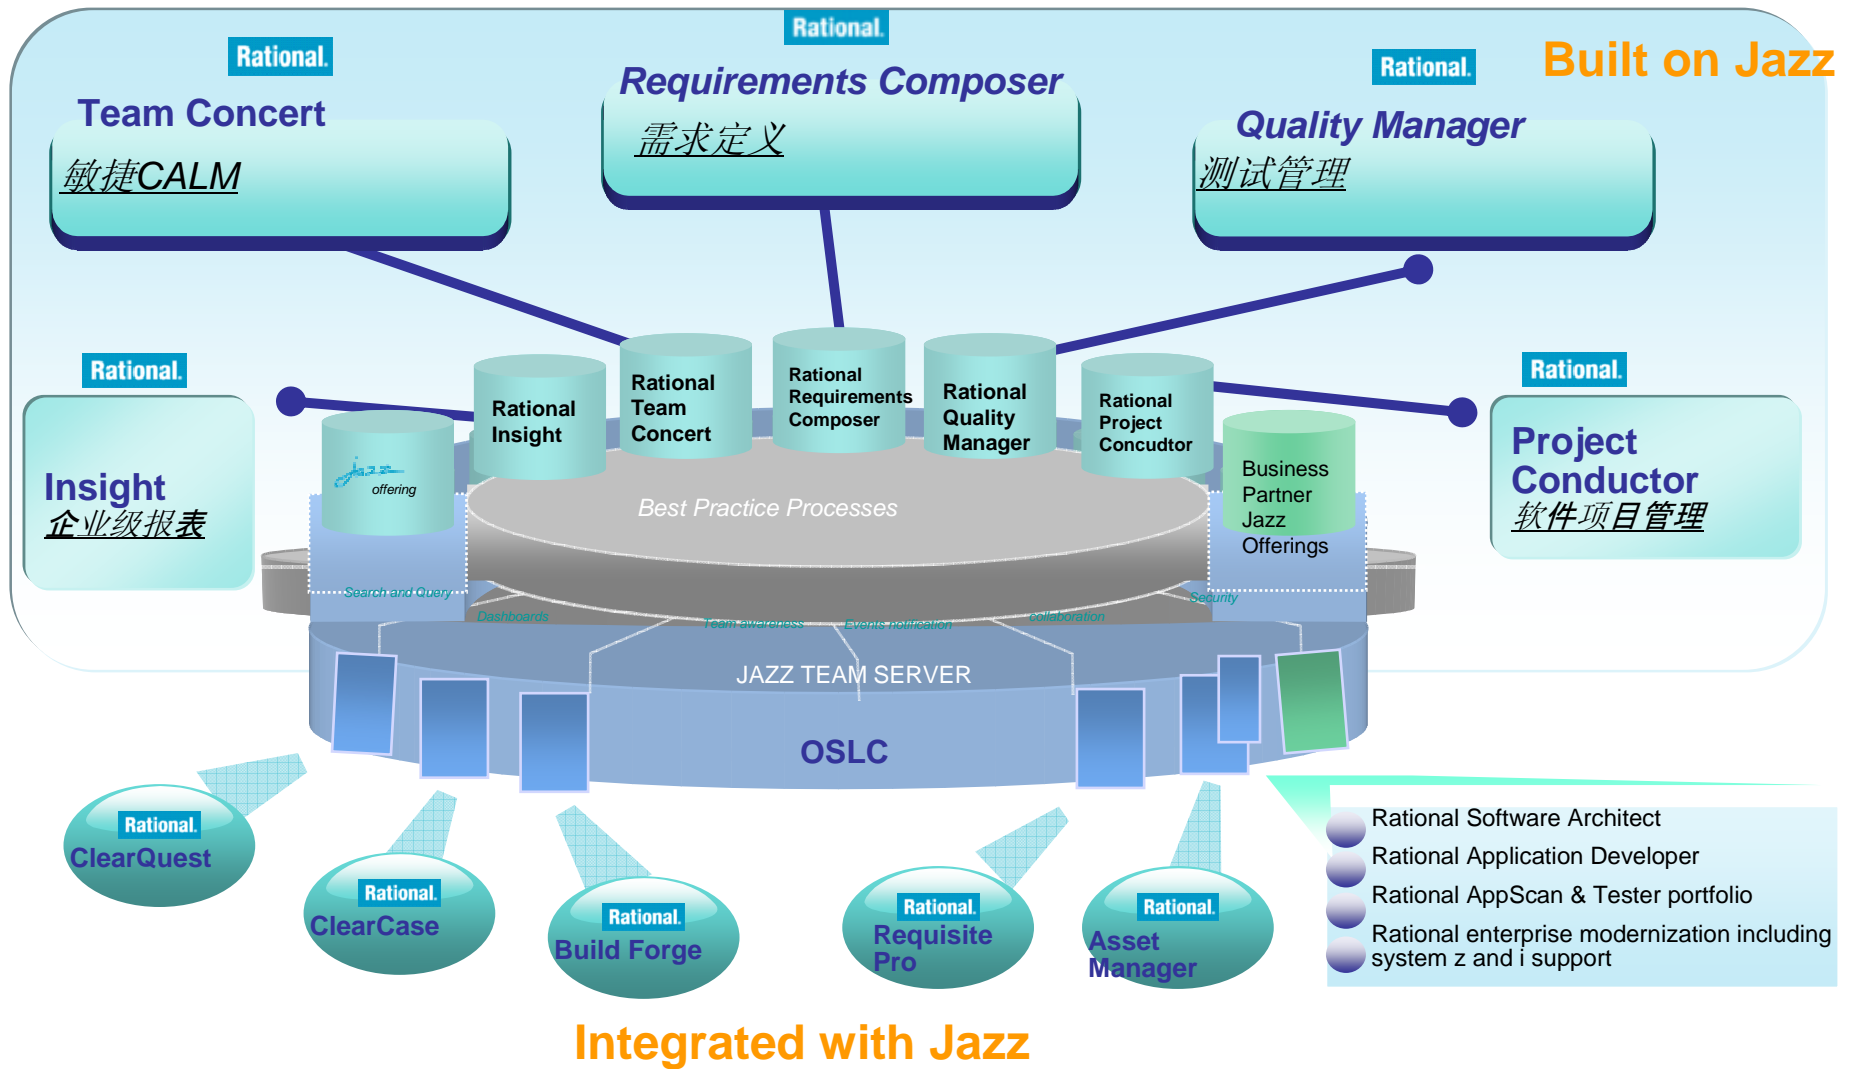 Rational.
Built on Jazz
Rational.
Rational.
Requirements Composer
需求定义
Team Concert
敏捷CALM
Quality Manager
测试管理
Rational.
Insight
企业级报表
Rational.
Project
Conductor
软件项目管理
jazz
offering
Rational
Insight
Rational
Team
Concert
Rational
Requirements
Composer
Rational
Quality
Manager
Rational
Project
Concudtor
Business
Partner
Jazz
Offerings
Best Practice Processes
Search and Query
Dashboards
Team awareness
Events notification
collaboration
Security
JAZZ TEAM SERVER
OSLC
Rational.
ClearQuest
Rational.
ClearCase
Rational.
Build Forge
Rational.
Requisite
Pro
Rational.
Asset
Manager
Rational Software Architect
Rational Application Developer
Rational AppScan & Tester portfolio
Rational enterprise modernization including
system z and i support
Integrated with Jazz